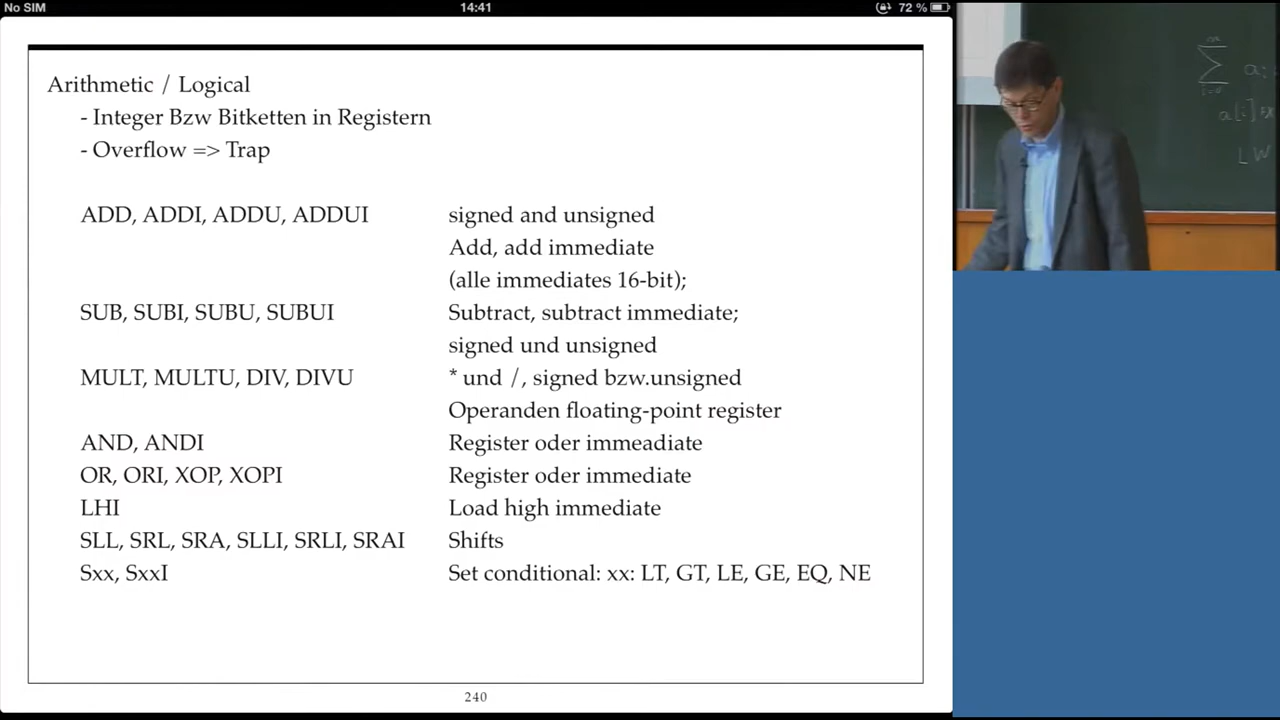 No SIM 14:41 72 %
Arithmetic / Logical
- Integer Bzw Bitketten in Registern
- Overflow => Trap
ADD, ADDI, ADDU, ADDUI signed and unsigned
Add, add immediate
(alle immediates 16-bit);
SUB, SUBI, SUBU, SUBUI Subtract, subtract immediate;
signed und unsigned
MULT, MULTU, DIV, DIVU * und /, signed bzw.unsigned
Operanden floating-point register
AND, ANDI Register oder immeadiate
OR, ORI, XOP, XOPI Register oder immediate
LHI Load high immediate
SLL, SRL, SRA, SLLI, SRLI, SRAI Shifts
Sxx, SxxI Set conditional: xx: LT, GT, LE, GE, EQ, NE
240
∑ a
a[i]
LW